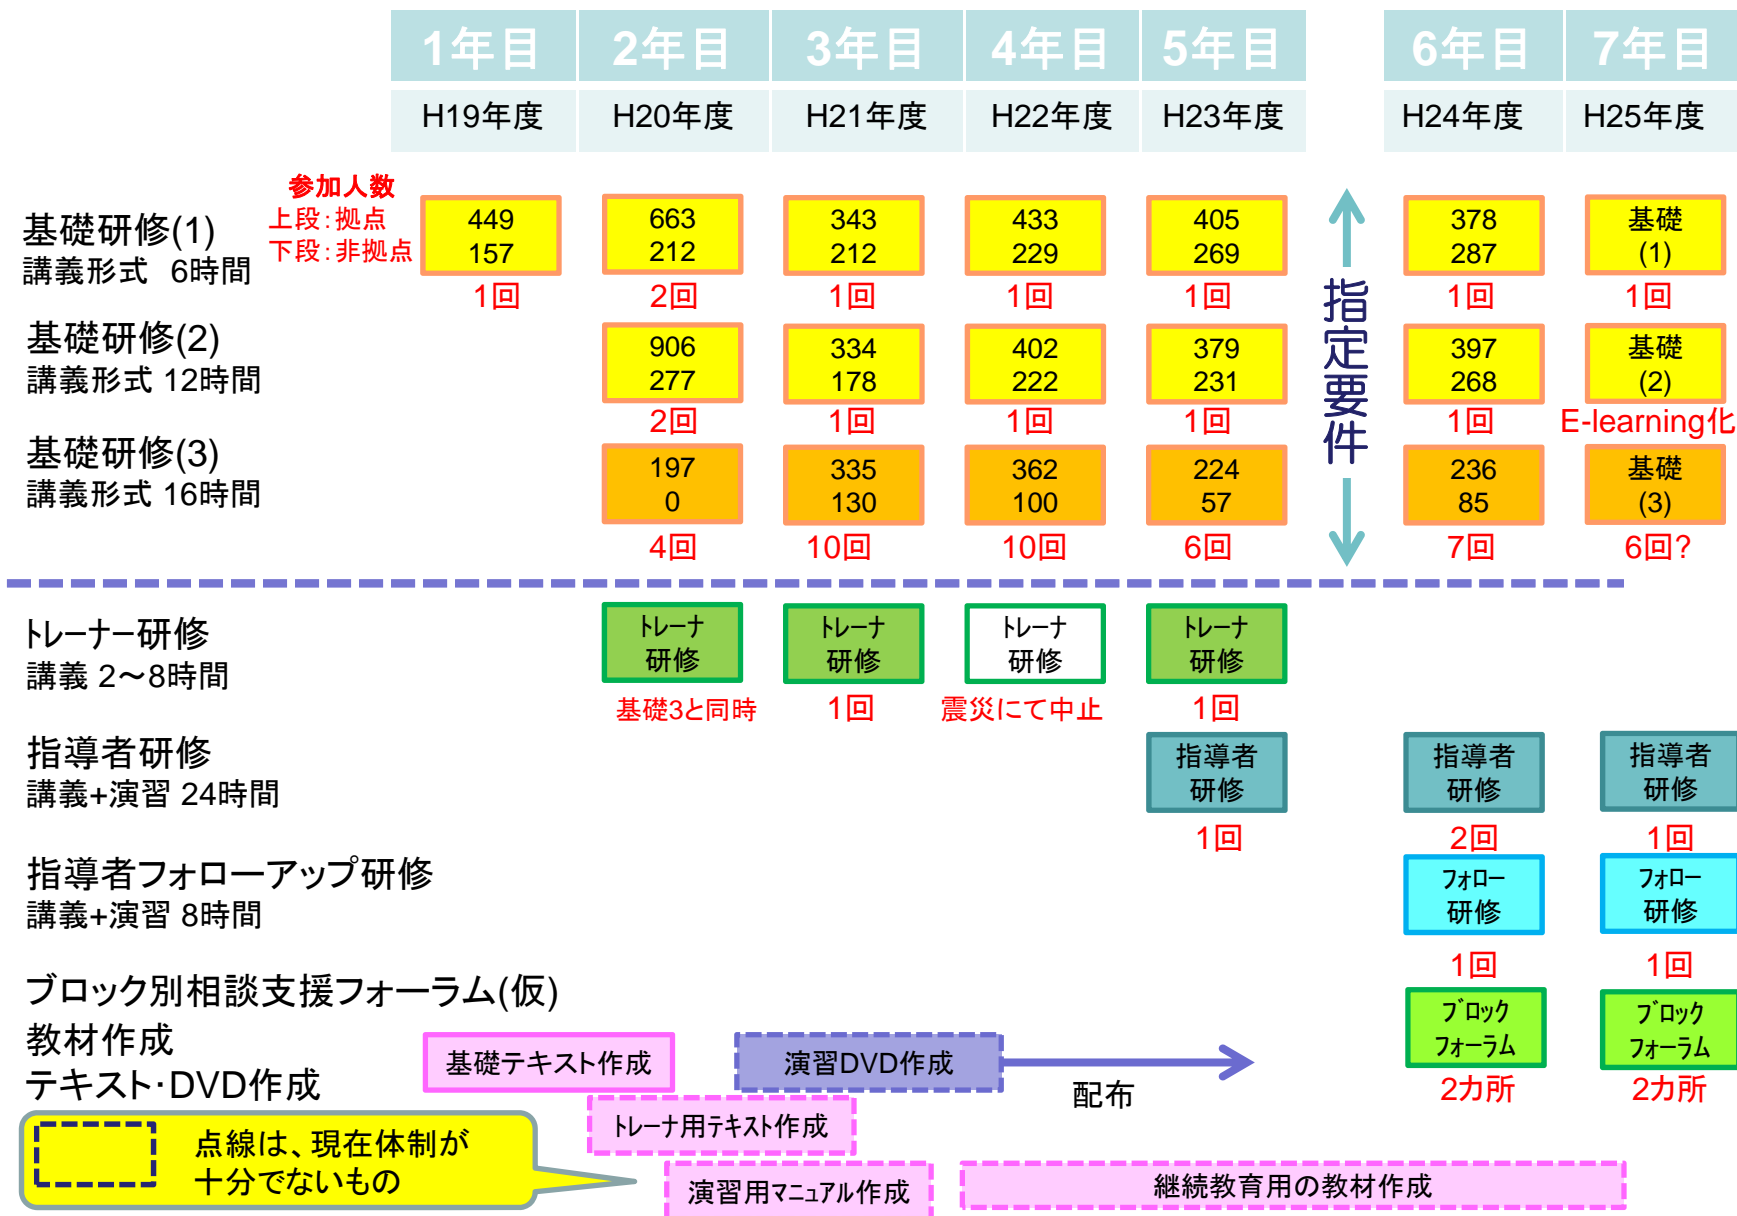 1年目 2年目 3年目 4年目 5年目 6年目 7年目
H19年度 H20年度 H21年度 H22年度 H23年度 H24年度 H25年度
参加人数
上段：拠点
下段：非拠点
基礎研修(1)
講義形式 6時間
449 663 343 433 405 378 基礎
157 212 212 229 269 287 (1)
1回 2回 1回 1回 1回 1回 1回
指定要件
基礎研修(2)
講義形式 12時間
906 334 402 379 397 基礎
277 178 222 231 268 (2)
2回 1回 1回 1回 1回 E-learning化
基礎研修(3)
講義形式 16時間
197 335 362 224 236 基礎
0 130 100 57 85 (3)
4回 10回 10回 6回 7回 6回?
トレーナー研修
講義 2～8時間
トレーナ トレーナ トレーナ トレーナ
研修 研修 研修 研修
基礎3と同時 1回 震災にて中止 1回
指導者研修
講義+演習 24時間
指導者 指導者 指導者
研修 研修 研修
1回 2回 1回
指導者フォローアップ研修
講義+演習 8時間
フォロー フォロー
研修 研修
1回 1回
ブロック別相談支援フォーラム(仮)
ブロック ブロック
フォーラム フォーラム
2カ所 2カ所
教材作成
テキスト・DVD作成
基礎テキスト作成 演習DVD作成
配布
トレーナ用テキスト作成
演習用マニュアル作成 継続教育用の教材作成
点線は、現在体制が
十分でないもの